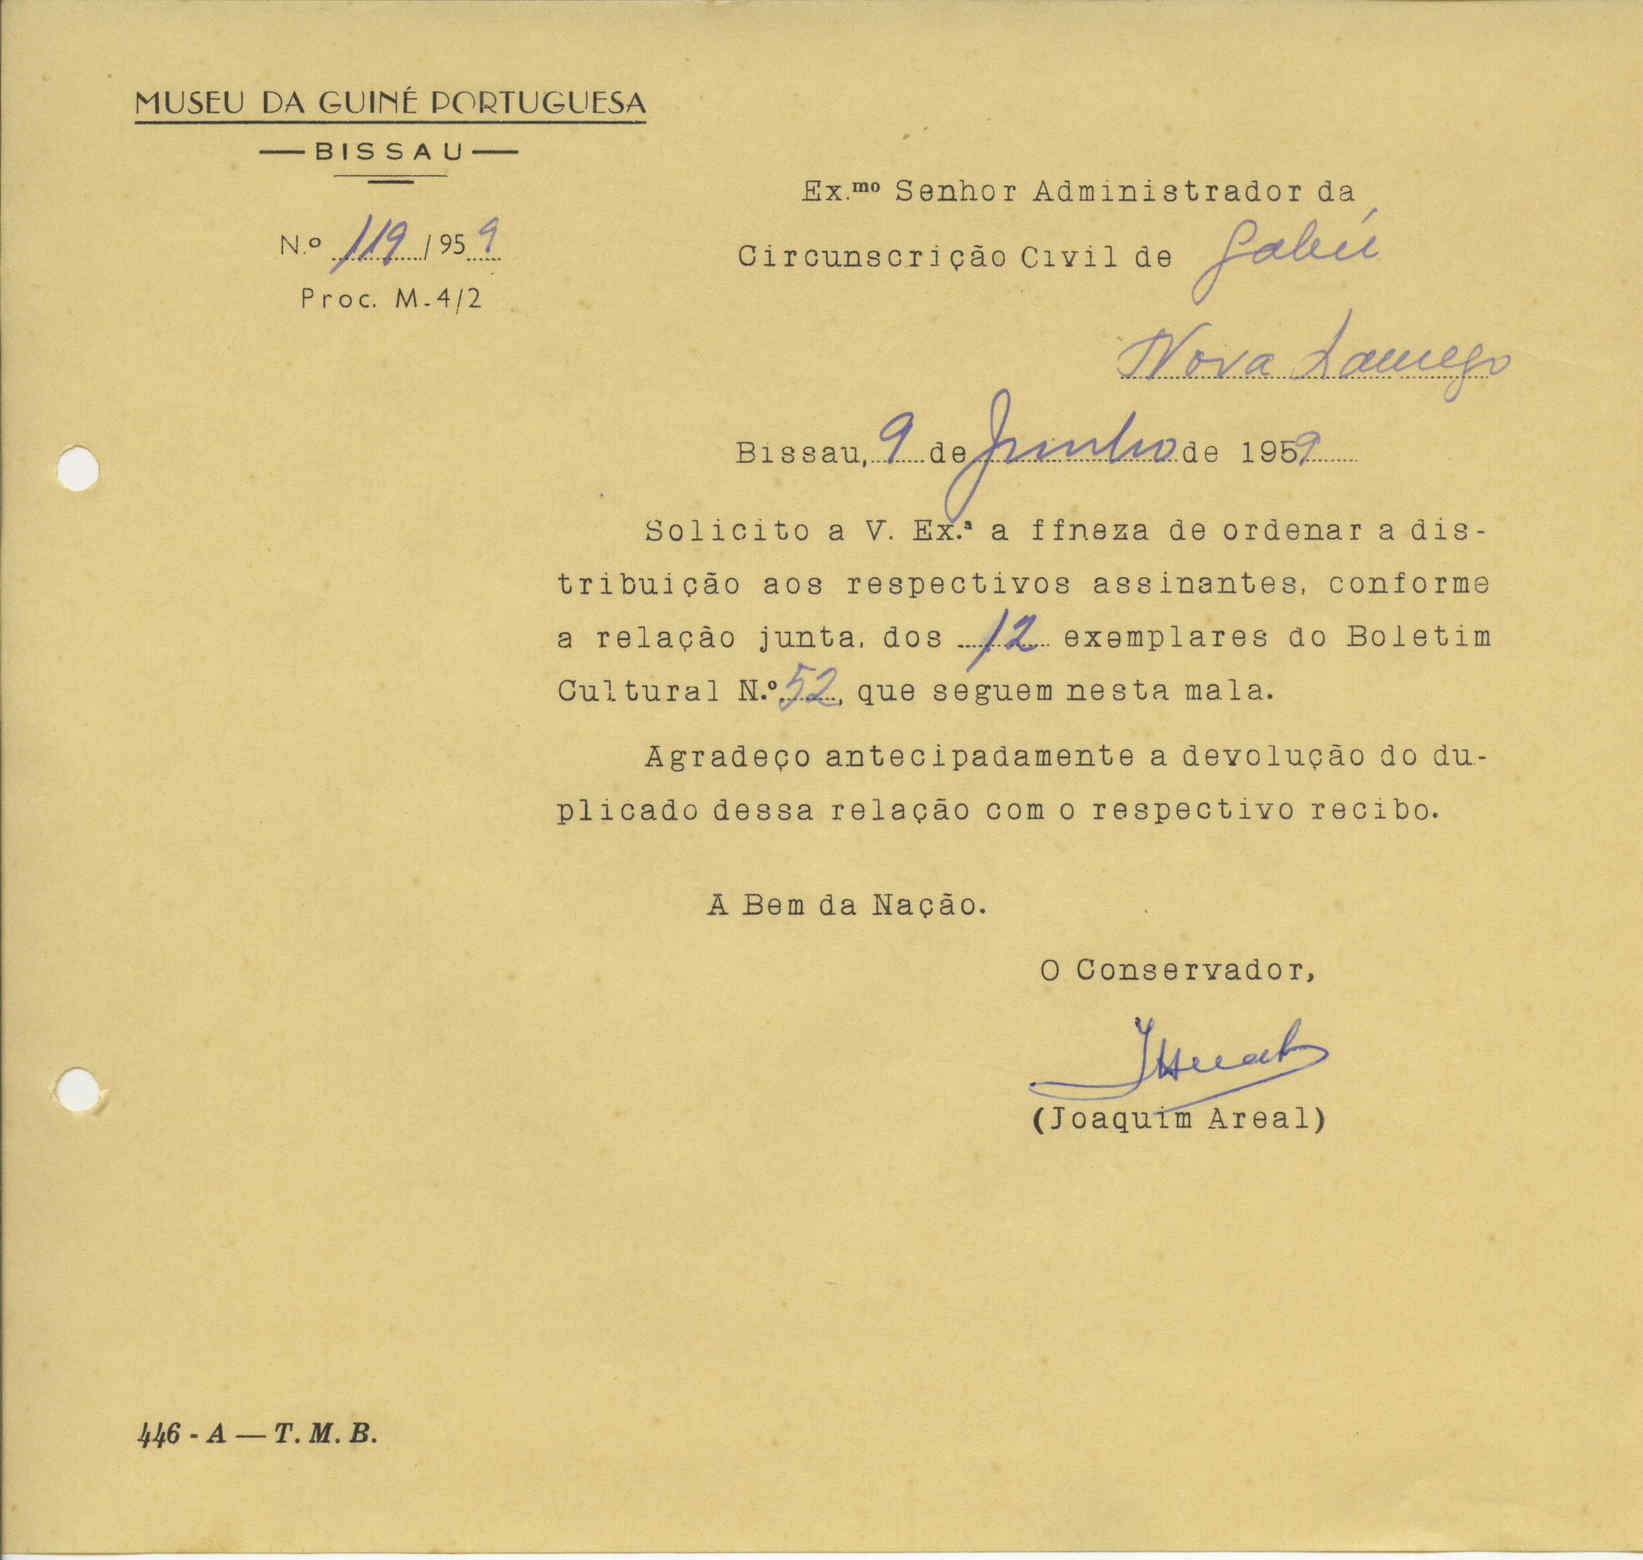 MUSEU DA GUINÉ PORTUGUESA
— BISSAU —
N.º 119/959
Proc. M-4/2
Ex.mo Senhor Administrador da
Circunscrição Civil de Gabú
Nova Lamego
Bissau, 9 de Junho de 1959
Solicito a V. Ex.ª a ffneza de ordenar a dis-
tribuição aos respectivos assinantes, conforme
a relação junta, dos 12 exemplares do Boletim
Cultural N.º 52, que seguem nesta mala.
Agradeço antecipadamente a devolução do du-
plicado dessa relação com o respectivo recibo.
A Bem da Nação.
O Conservador,
(Joaquim Areal)
446 - A — T. M. B.